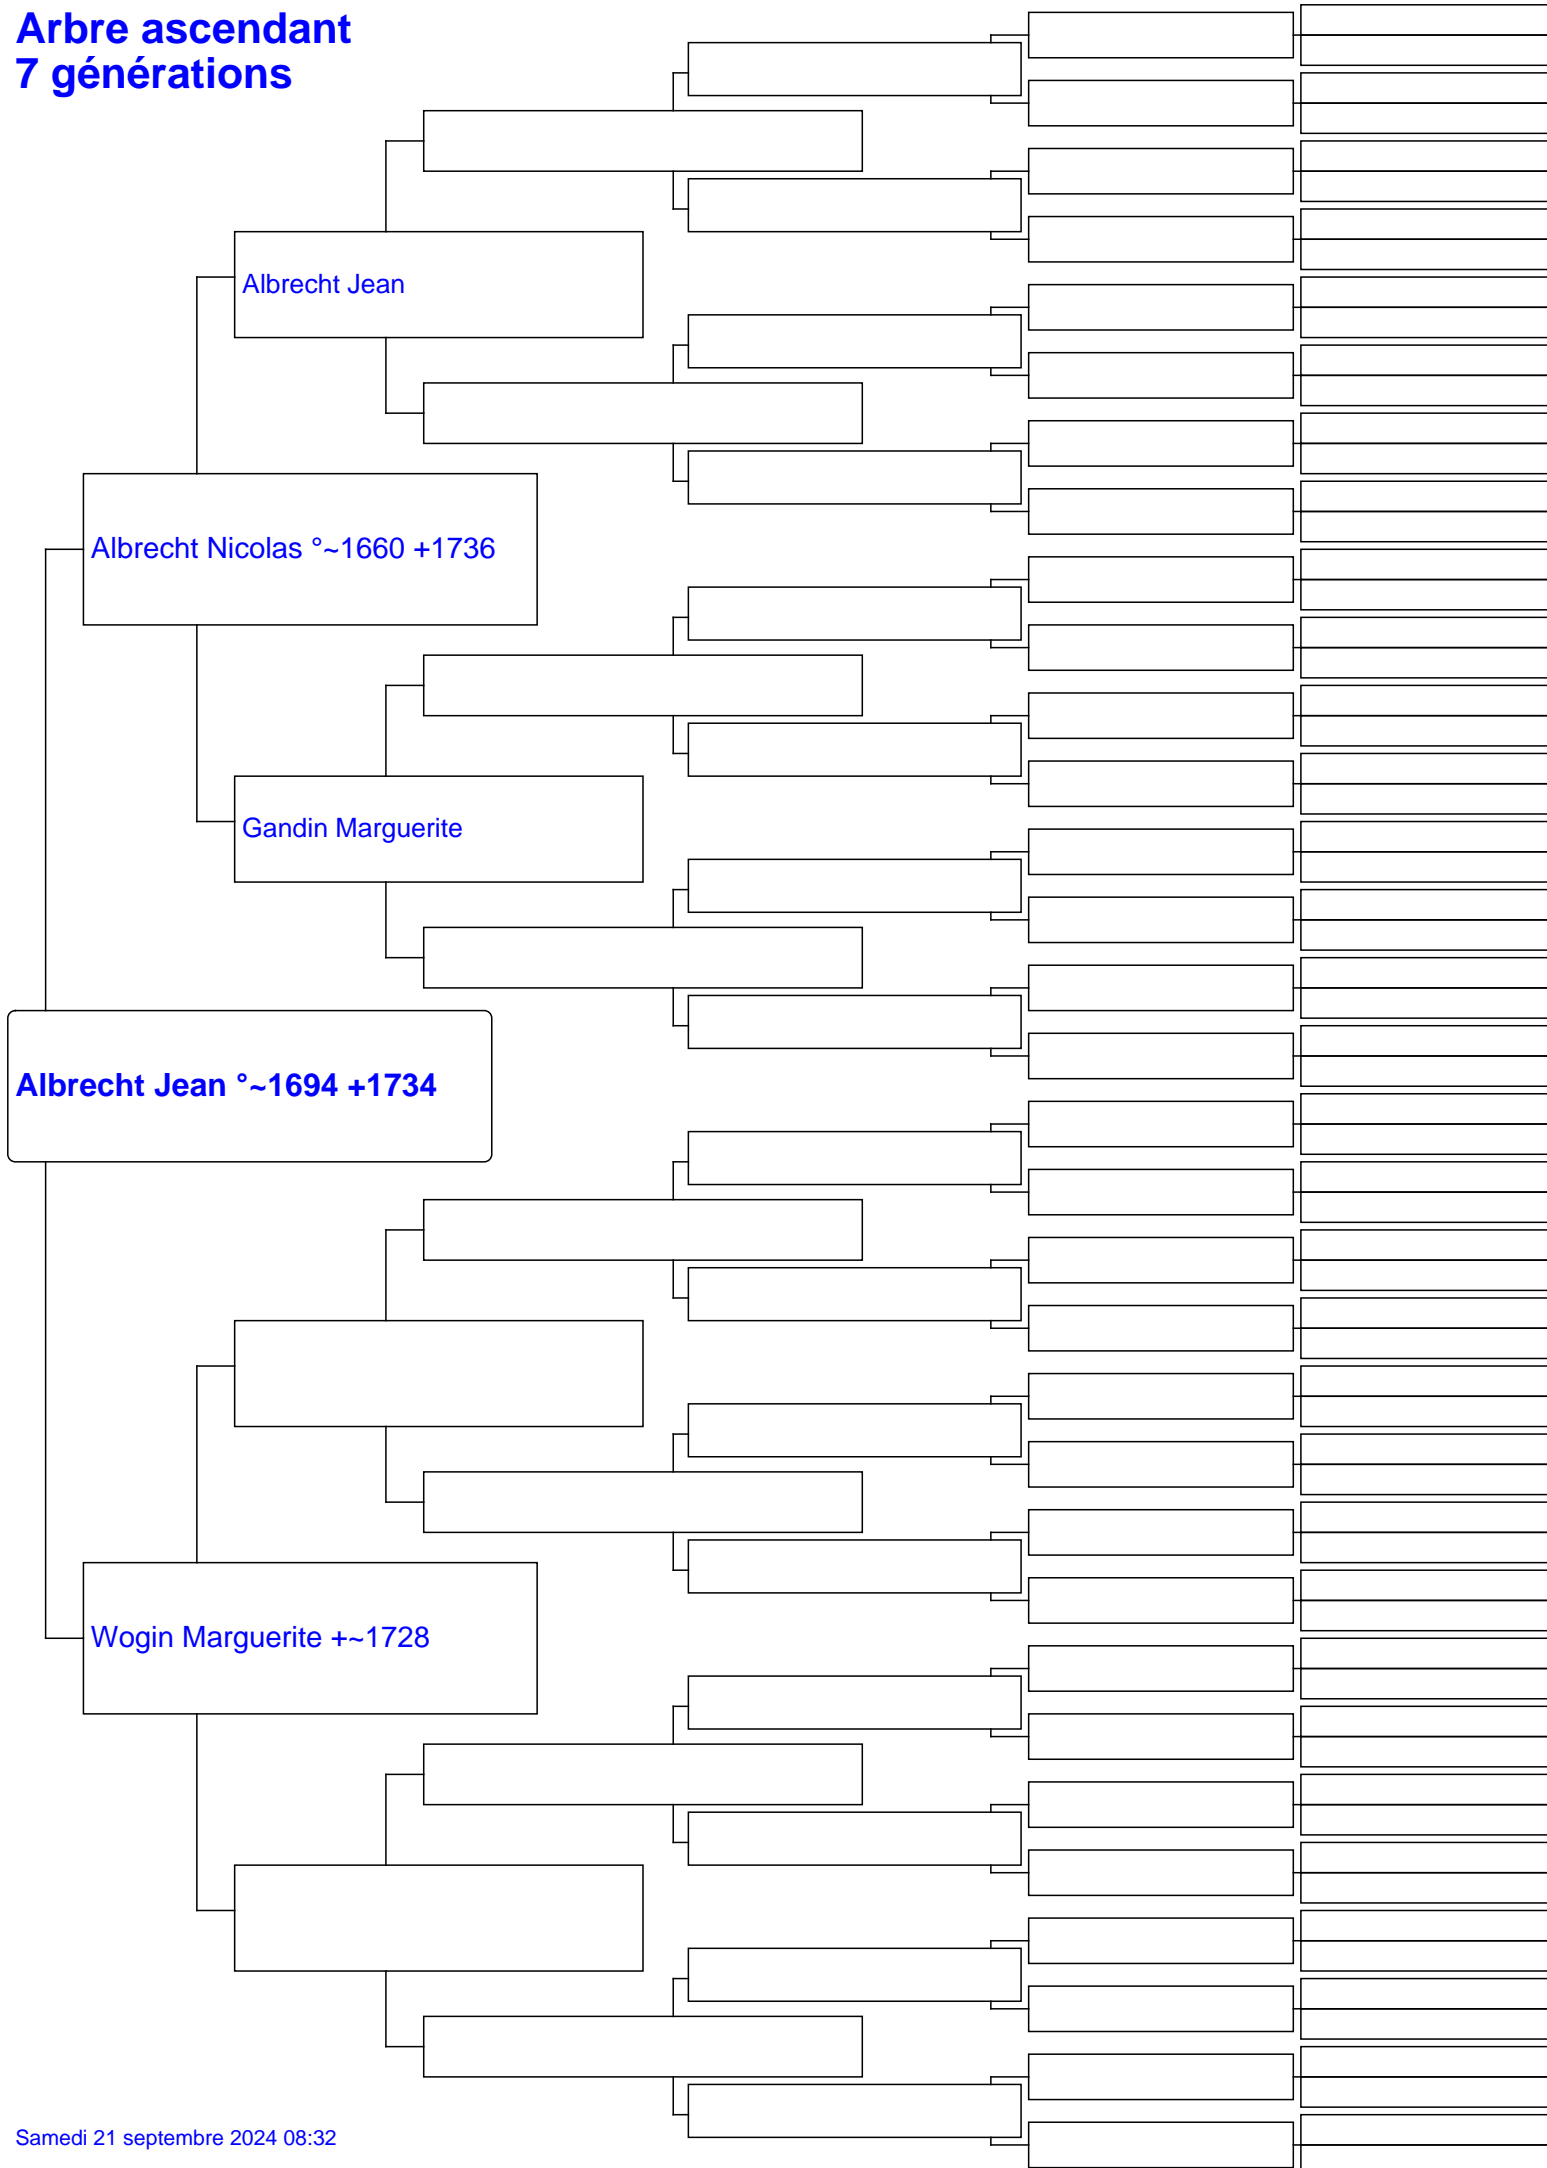 Arbre ascendant
7 générations
Albrecht Jean
Albrecht Nicolas °~1660 +1736
Gandin Marguerite
Albrecht Jean °~1694 +1734
Wogin Marguerite +~1728
Samedi 21 septembre 2024 08:32